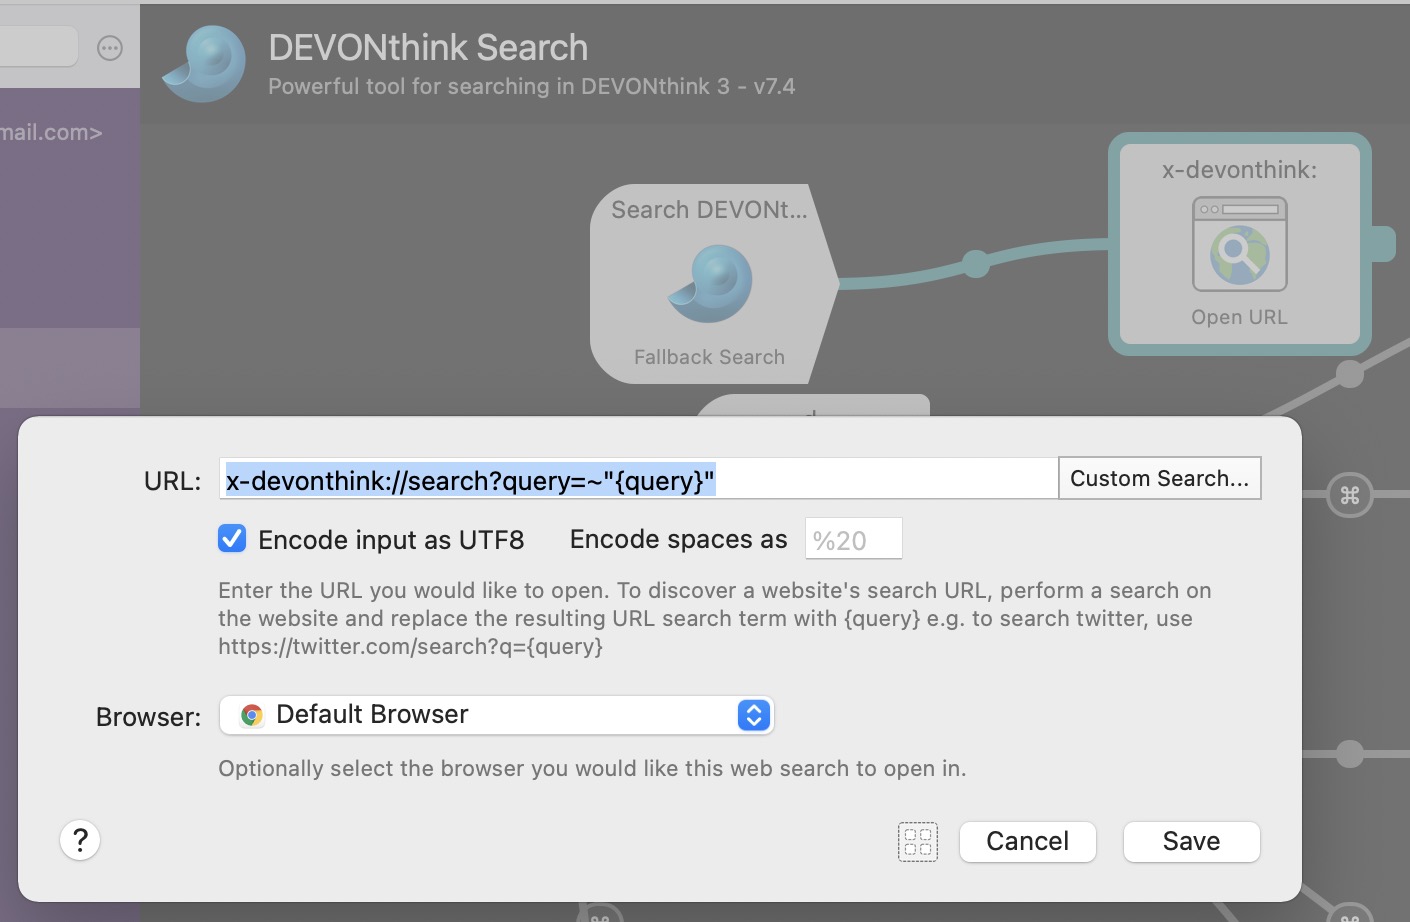 DEVONthink Search
Powerful tool for searching in DEVONthink 3 - v7.4
mail.com>
x-devonthink:
Search DEVONt...
Open URL
Fallback Search
URL:
x-devonthink://search?query=~"{query}"
Custom Search...
Encode input as UTF8
Encode spaces as
%20
Enter the URL you would like to open. To discover a website's search URL, perform a search on
the website and replace the resulting URL search term with {query} e.g. to search twitter, use
https://twitter.com/search?q={query}
Browser:
Default Browser
Optionally select the browser you would like this web search to open in.
?
Cancel
Save